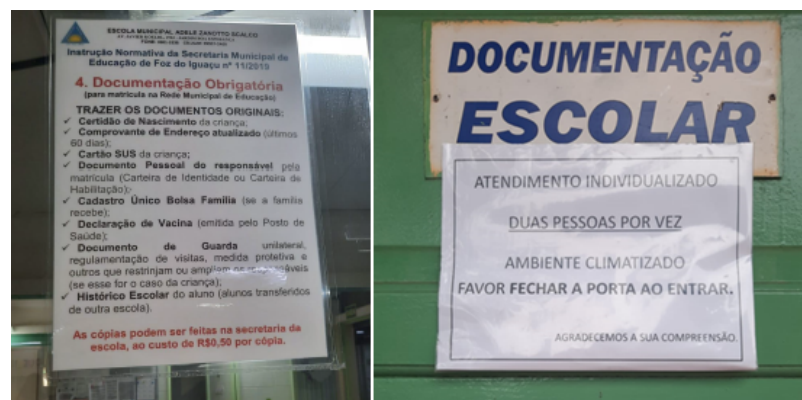 ESCOLA MUNICIPAL ADELE ZANOTTO SCALCO
Instrução Normativa da Secretaria Municipal de
Educação de Foz do Iguaçu nº 11/2019
4. Documentação Obrigatória
(para matrícula na Rede Municipal de Educação)
TRAZER OS DOCUMENTOS ORIGINAIS:
✓ Certidão de Nascimento da criança;
✓ Comprovante de Endereço atualizado (últimos
60 dias);
✓ Cartão SUS da criança;
✓ Documento Pessoal do responsável pela
matrícula (Carteira de Identidade ou Carteira de
Habilitação);
✓ Cadastro Único Bolsa Família (se a família
recebe);
✓ Declaração de Vacina (emitida pelo Posto de
Saúde);
✓ Documento de Guarda unilateral,
regulamentação de visitas, medida protetiva e
outros que restrinjam ou ampliem os responsáveis
(se esse for o caso da criança);
✓ Histórico Escolar do aluno (alunos transferidos
de outra escola).
As cópias podem ser feitas na secretaria da
escola, ao custo de R$0,50 por cópia.
DOCUMENTAÇÃO
ESCOLAR
ATENDIMENTO INDIVIDUALIZADO
DUAS PESSOAS POR VEZ
AMBIENTE CLIMATIZADO
FAVOR FECHAR A PORTA AO ENTRAR.
AGRADECEMOS A SUA COMPREENSÃO.